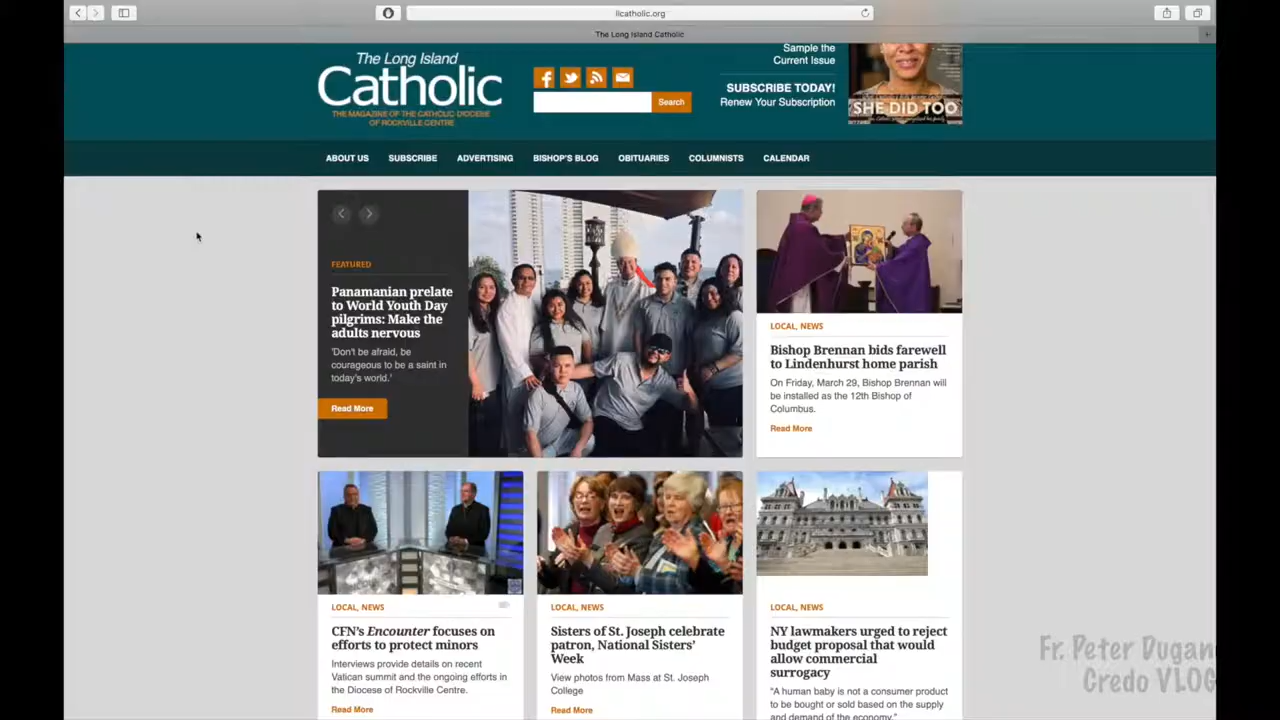 licatholic.org
The Long Island Catholic
The Long Island
Catholic
THE MAGAZINE OF THE CATHOLIC DIOCESE
OF ROCKVILLE CENTRE
Search
Sample the
Current Issue
SUBSCRIBE TODAY!
Renew Your Subscription
SHE DID TOO
ABOUT US
SUBSCRIBE
ADVERTISING
BISHOP'S BLOG
OBITUARIES
COLUMNISTS
CALENDAR
FEATURED
Panamanian prelate
to World Youth Day
pilgrims: Make the
adults nervous
'Don't be afraid, be
courageous to be a saint in
today's world.'
Read More
LOCAL, NEWS
Bishop Brennan bids farewell
to Lindenhurst home parish
On Friday, March 29, Bishop Brennan will
be installed as the 12th Bishop of
Columbus.
Read More
LOCAL, NEWS
CFN's Encounter focuses on
efforts to protect minors
Interviews provide details on recent
Vatican summit and the ongoing efforts in
the Diocese of Rockville Centre.
Read More
LOCAL, NEWS
Sisters of St. Joseph celebrate
patron, National Sisters'
Week
View photos from Mass at St. Joseph
College
Read More
LOCAL, NEWS
NY lawmakers urged to reject
budget proposal that would
allow commercial
surrogacy
"A human baby is not a consumer product
to be bought or sold based on the supply
and demand of the economy."
Fr. Peter Dugan
Credo VLOG